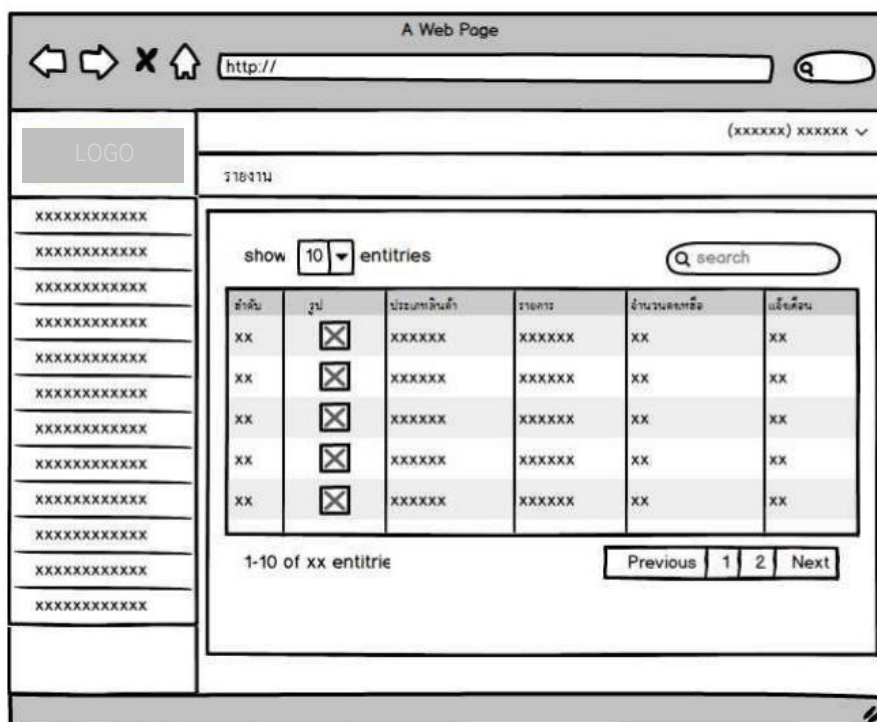 A Web Page
http://
LOGO
(xxxxxx) xxxxxx
รายงาน
xxxxxxxxxxxx
xxxxxxxxxxxx
xxxxxxxxxxxx
xxxxxxxxxxxx
xxxxxxxxxxxx
xxxxxxxxxxxx
xxxxxxxxxxxx
xxxxxxxxxxxx
xxxxxxxxxxxx
xxxxxxxxxxxx
xxxxxxxxxxxx
xxxxxxxxxxxx
show 10 entitries
search
ลำดับ รูป ประเภทสินค้า รายการ จำนวนคงเหลือ แจ้งเตือน
xx xxxxxx xxxxxx xx xx
xx xxxxxx xxxxxx xx xx
xx xxxxxx xxxxxx xx xx
xx xxxxxx xxxxxx xx xx
xx xxxxxx xxxxxx xx xx
1-10 of xx entitrie
Previous 1 2 Next